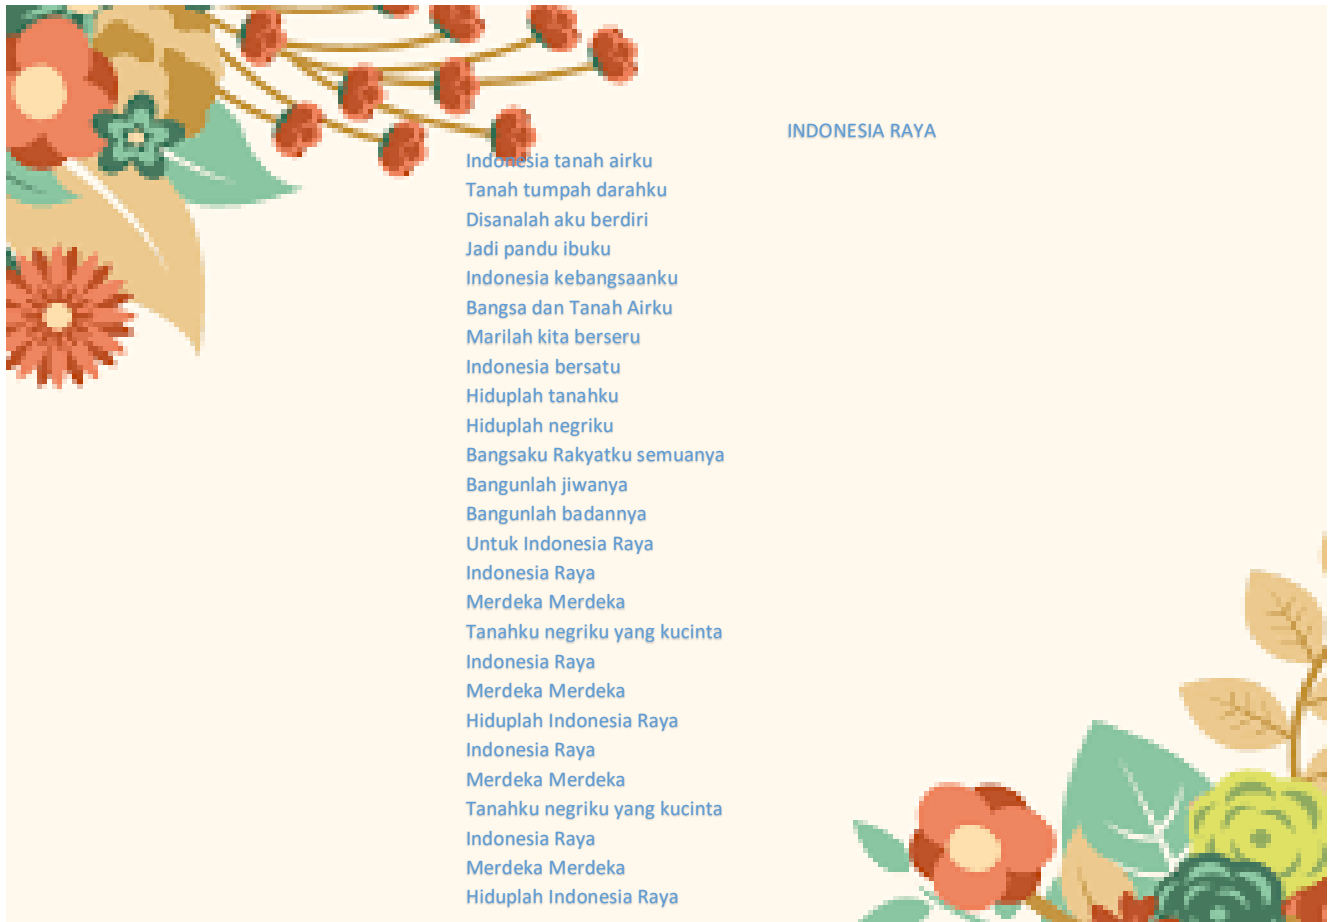 INDONESIA RAYA
Indonesia tanah airku
Tanah tumpah darahku
Disanalah aku berdiri
Jadi pandu ibuku
Indonesia kebangsaanku
Bangsa dan Tanah Airku
Marilah kita berseru
Indonesia bersatu
Hiduplah tanahku
Hiduplah negriku
Bangsaku Rakyatku semuanya
Bangunlah jiwanya
Bangunlah badannya
Untuk Indonesia Raya
Indonesia Raya
Merdeka Merdeka
Tanahku negriku yang kucinta
Indonesia Raya
Merdeka Merdeka
Hiduplah Indonesia Raya
Indonesia Raya
Merdeka Merdeka
Tanahku negriku yang kucinta
Indonesia Raya
Merdeka Merdeka
Hiduplah Indonesia Raya